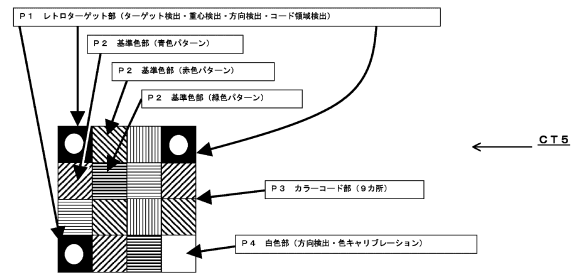 Ｐ１　レトロターゲット部（ターゲット検出・重心検出・方向検出・コード領域検出）
Ｐ２　基準色部（青色パターン）
Ｐ２　基準色部（赤色パターン）
Ｐ２　基準色部（緑色パターン）
ＣＴ５
Ｐ３　カラーコード部（９カ所）
Ｐ４　白色部（方向検出・色キャリブレーション）